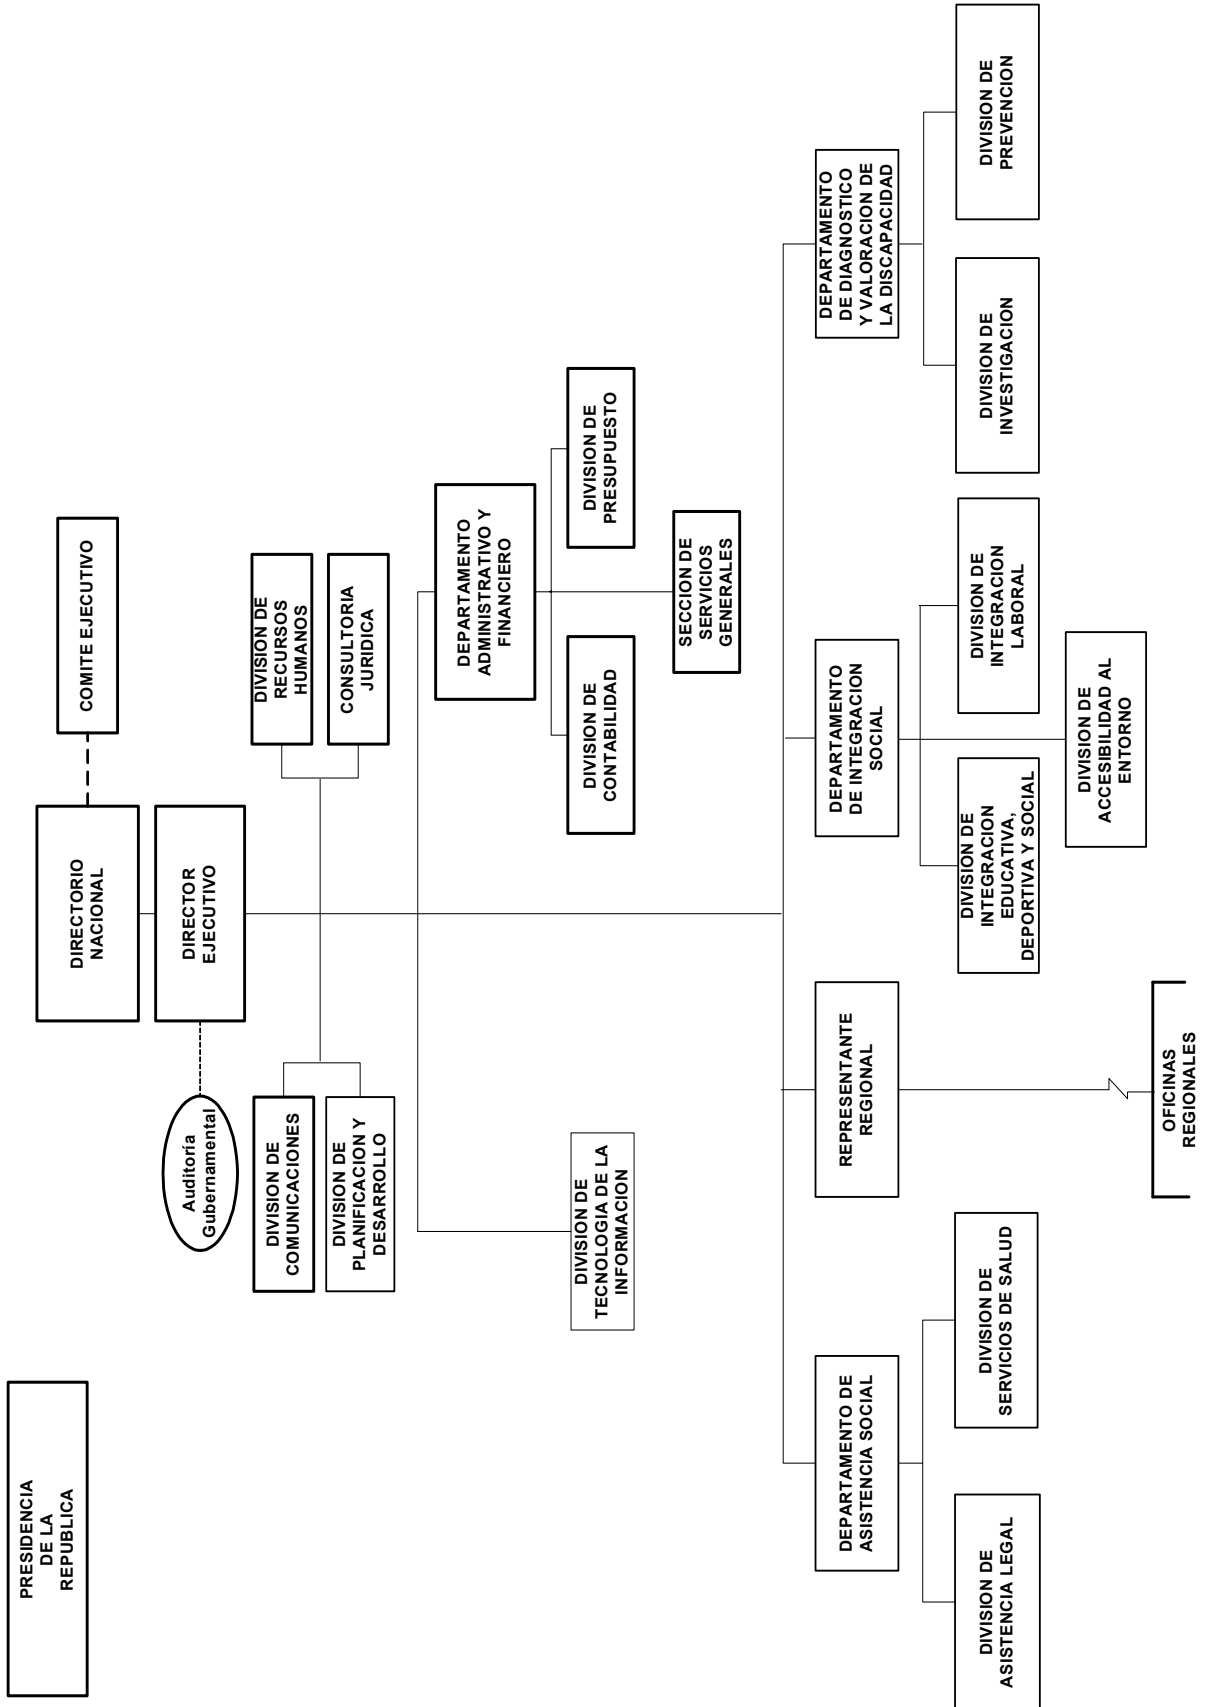 PRESIDENCIA
DE LA
REPUBLICA
DIRECTORIO
NACIONAL
COMITE EJECUTIVO
DIRECTOR
EJECUTIVO
Auditoría
Gubernamental
DIVISION DE
COMUNICACIONES
DIVISION DE
PLANIFICACION Y
DESARROLLO
DIVISION DE
RECURSOS
HUMANOS
CONSULTORIA
JURIDICA
DEPARTAMENTO
ADMINISTRATIVO Y
FINANCIERO
DIVISION DE
TECNOLOGIA DE LA
INFORMACION
DIVISION DE
CONTABILIDAD
DIVISION DE
PRESUPUESTO
SECCION DE
SERVICIOS
GENERALES
DEPARTAMENTO DE
ASISTENCIA SOCIAL
REPRESENTANTE
REGIONAL
DEPARTAMENTO
DE INTEGRACION
SOCIAL
DEPARTAMENTO
DE DIAGNOSTICO
Y VALORACION DE
LA DISCAPACIDAD
DIVISION DE
ASISTENCIA LEGAL
DIVISION DE
SERVICIOS DE SALUD
DIVISION DE
INTEGRACION
EDUCATIVA,
DEPORTIVA Y SOCIAL
DIVISION DE
INTEGRACION
LABORAL
DIVISION DE
INVESTIGACION
DIVISION DE
PREVENCION
DIVISION DE
ACCESIBILIDAD AL
ENTORNO
OFICINAS
REGIONALES